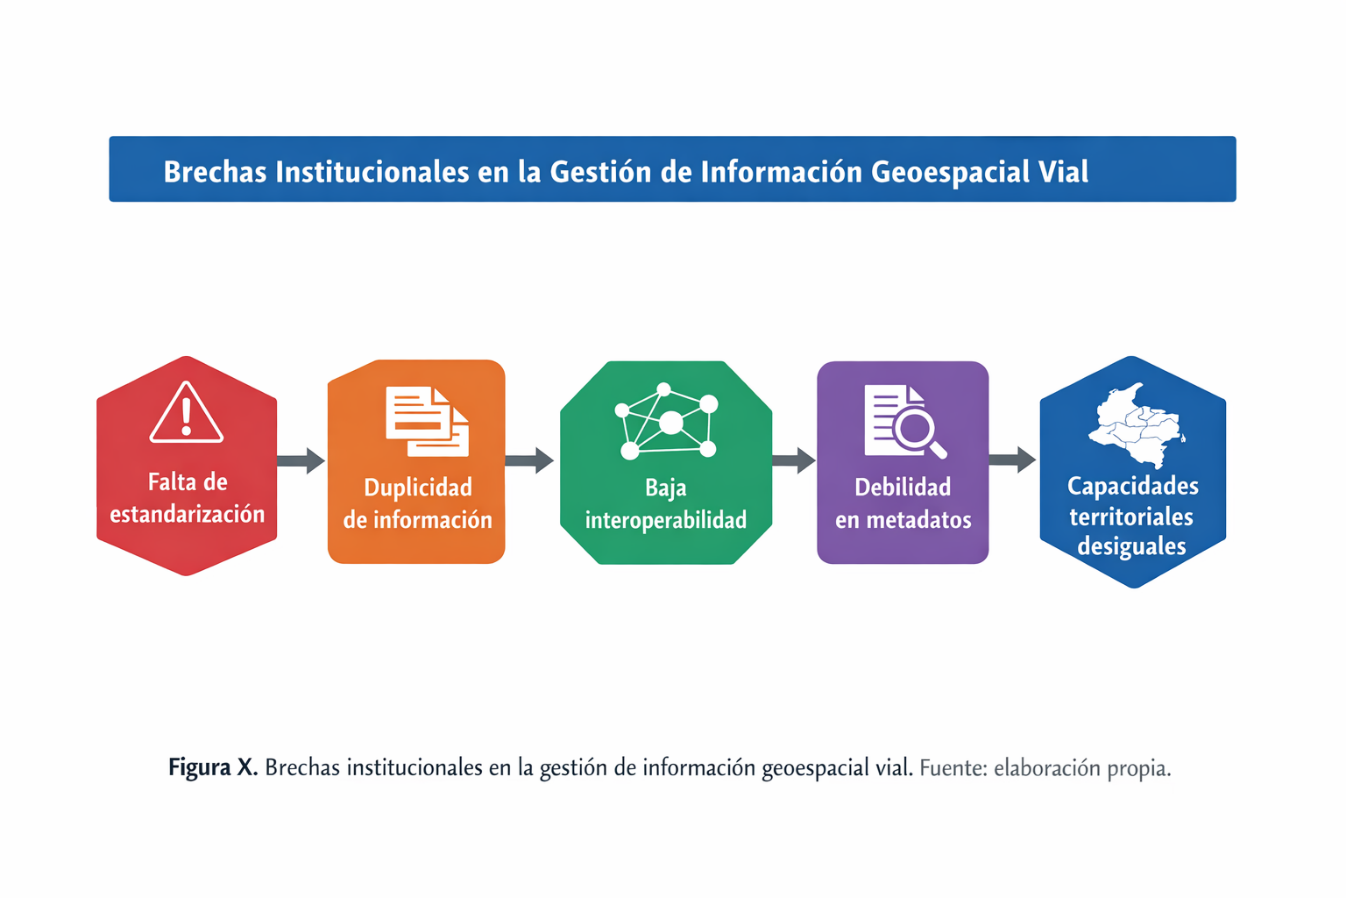 Brechas Institucionales en la Gestión de Información Geoespacial Vial
Falta de
estandarización
Duplicidad
de información
Baja
interoperabilidad
Debilidad
en metadatos
Capacidades
territoriales
desiguales
Figura X. Brechas institucionales en la gestión de información geoespacial vial. Fuente: elaboración propia.